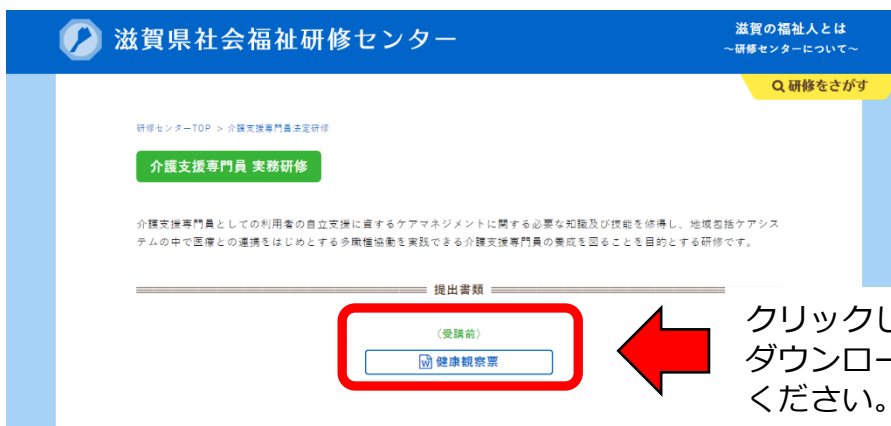 滋賀県社会福祉研修センター
滋賀の福祉人とは
～研修センターについて～
研修をさがす
研修センターTOP > 介護支援専門員法定研修
介護支援専門員 実務研修
介護支援専門員としての利用者の自立支援に資するケアマネジメントに関する必要な知識及び技能を修得し、地域包括ケアシス
テムの中で医療との連携をはじめとする多職種協働を実践できる介護支援専門員の養成を図ることを目的とする研修です。
提出書類
〈受講前〉
W 健康観察票
クリックし
ダウンロー
ください。